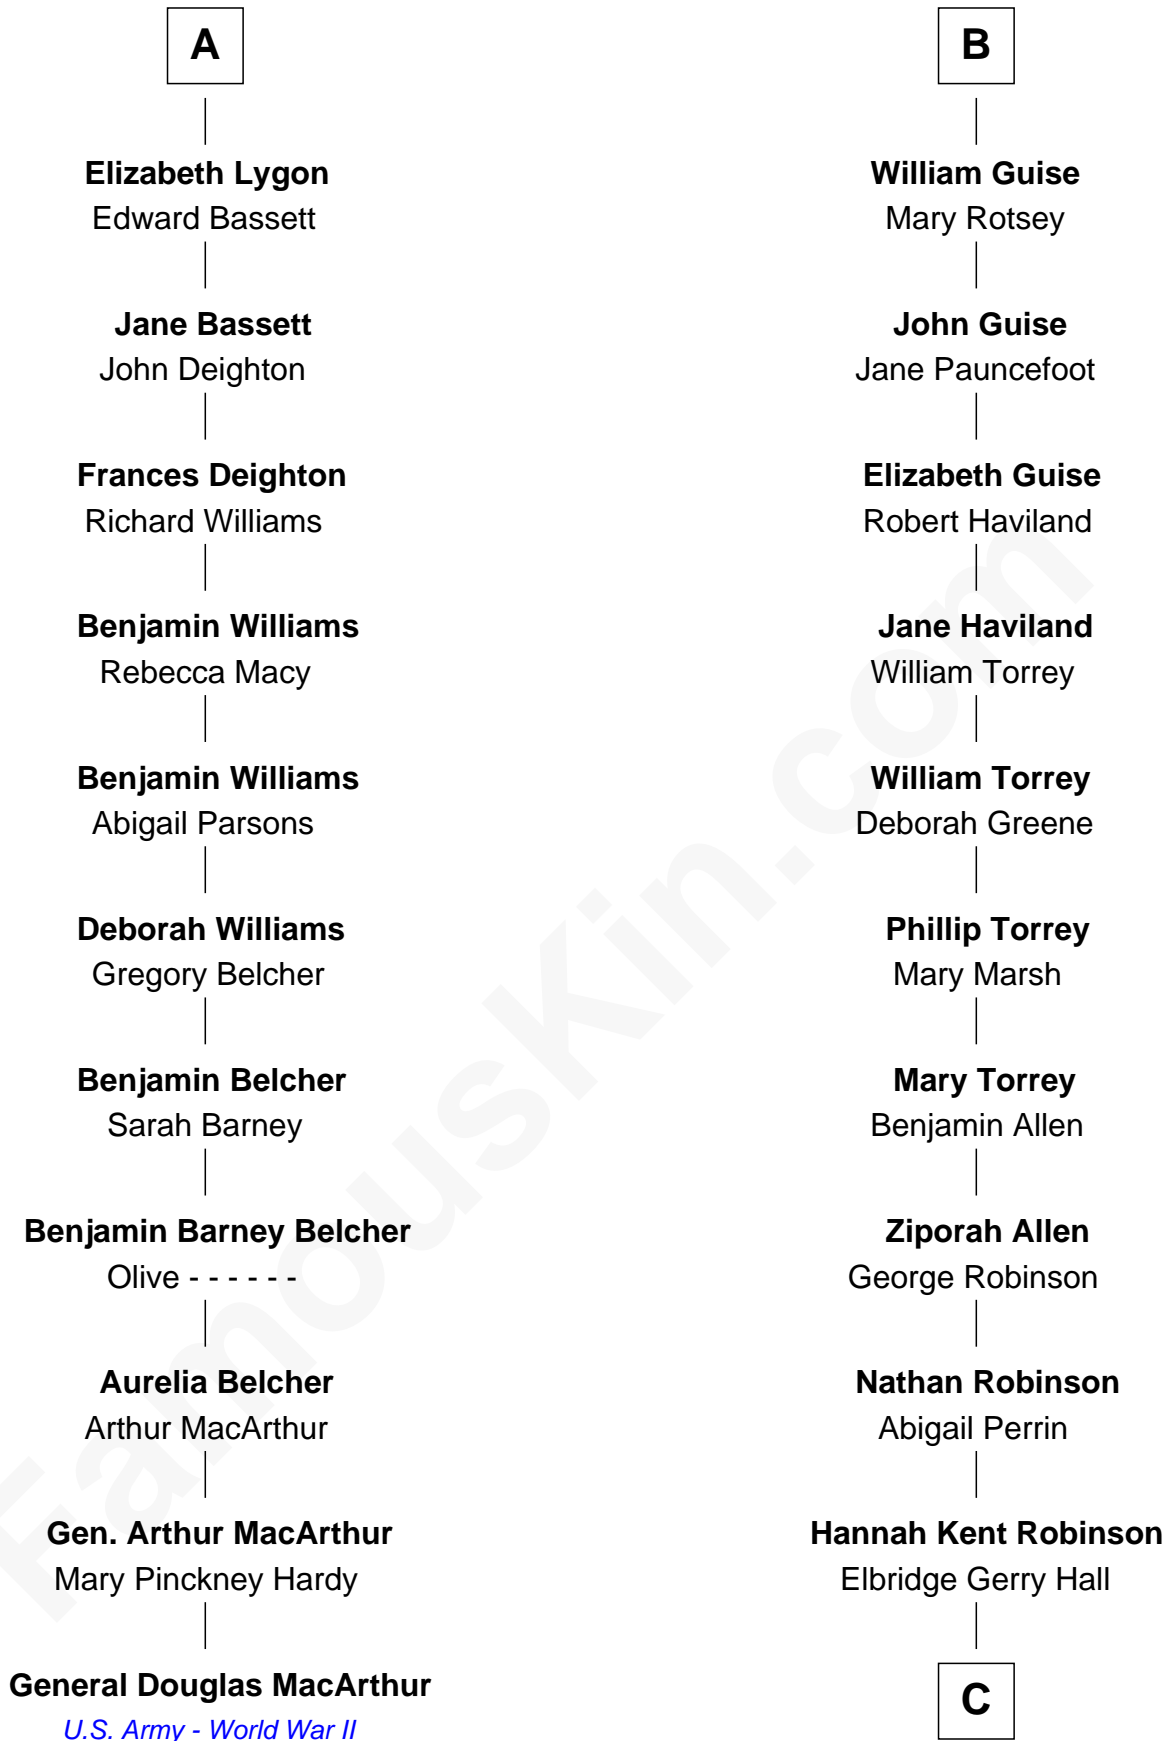 A
Elizabeth Lygon
Edward Bassett
Jane Bassett
John Deighton
Frances Deighton
Richard Williams
Benjamin Williams
Rebecca Macy
Benjamin Williams
Abigail Parsons
Deborah Williams
Gregory Belcher
Benjamin Belcher
Sarah Barney
Benjamin Barney Belcher
Olive - - - - - -
Aurelia Belcher
Arthur MacArthur
Gen. Arthur MacArthur
Mary Pinckney Hardy
General Douglas MacArthur
U.S. Army - World War II
B
William Guise
Mary Rotsey
John Guise
Jane Pauncefoot
Elizabeth Guise
Robert Haviland
Jane Haviland
William Torrey
William Torrey
Deborah Greene
Phillip Torrey
Mary Marsh
Mary Torrey
Benjamin Allen
Ziporah Allen
George Robinson
Nathan Robinson
Abigail Perrin
Hannah Kent Robinson
Elbridge Gerry Hall
C
FamousKin.com